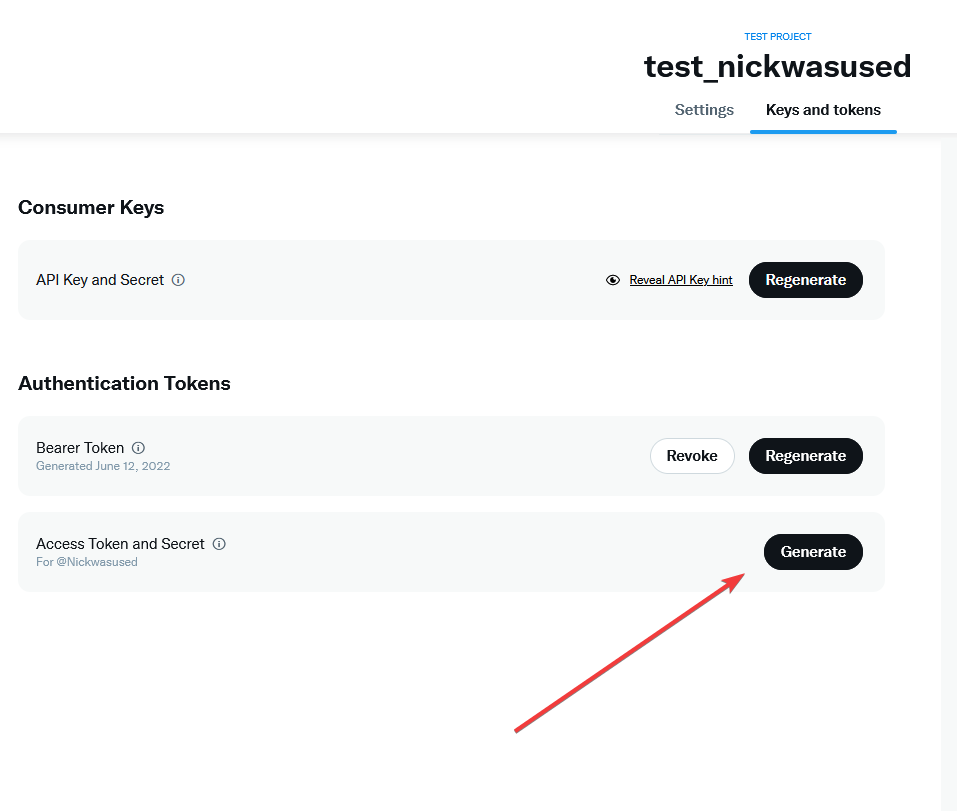 TEST PROJECT
test_nickwasused
Settings
Keys and tokens
Consumer Keys
API Key and Secret
Reveal API Key hint
Regenerate
Authentication Tokens
Bearer Token
Generated June 12, 2022
Revoke
Regenerate
Access Token and Secret
For @Nickwasused
Generate